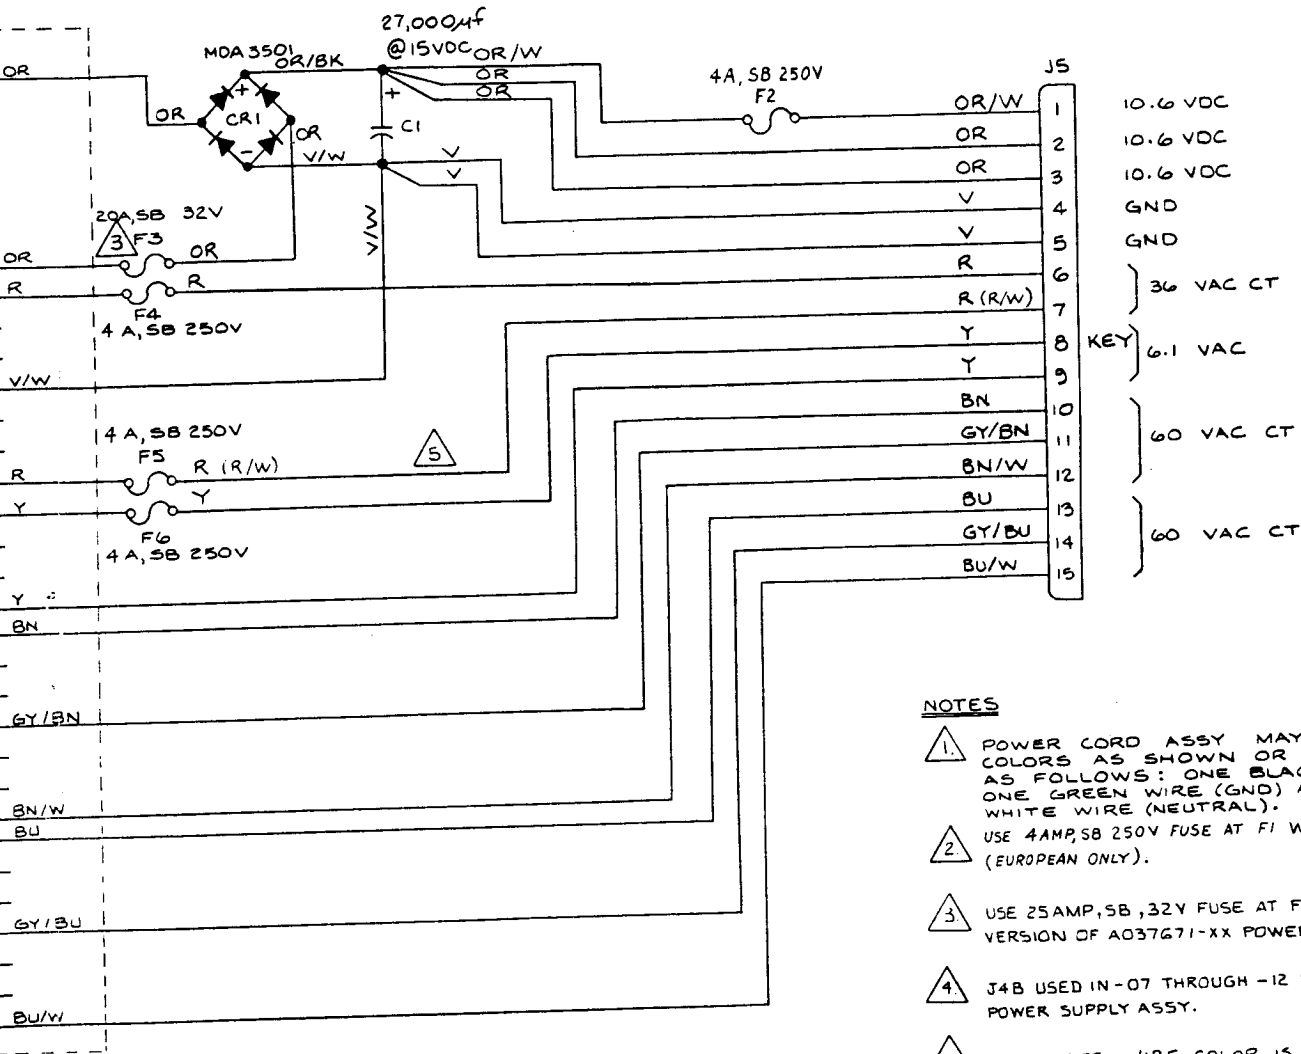 27,000µf
@15VDC
MDA 3501
OR/BK
OR/W
OR
OR
OR
OR
+
CR1
-
OR
+
C1
V/W
V
V
V/W
4A, SB 250V
F2
J5
OR/W 1 10.6 VDC
OR 2 10.6 VDC
OR 3 10.6 VDC
V 4 GND
V 5 GND
R 6
36 VAC CT
R (R/W) 7
Y 8 KEY
6.1 VAC
Y 9
BN 10
GY/BN 11
60 VAC CT
BN/W 12
BU 13
GY/BU 14
60 VAC CT
BU/W 15
20A, SB 32V
3 F3
OR OR
R R
F4
4 A, SB 250V
V/W
4 A, SB 250V
F5
R R (R/W)
5
Y Y
F6
4 A, SB 250V
Y
BN
GY/BN
BN/W
BU
GY/BU
BU/W
NOTES
1. POWER CORD ASSY MAY
COLORS AS SHOWN OR
AS FOLLOWS: ONE BLAC
ONE GREEN WIRE (GND) A
WHITE WIRE (NEUTRAL).
2. USE 4AMP, SB 250V FUSE AT F1 W
(EUROPEAN ONLY).
3. USE 25AMP, SB, 32V FUSE AT F
VERSION OF A037671-XX POWER
4. J4B USED IN -07 THROUGH -12
POWER SUPPLY ASSY.
COLOR IS